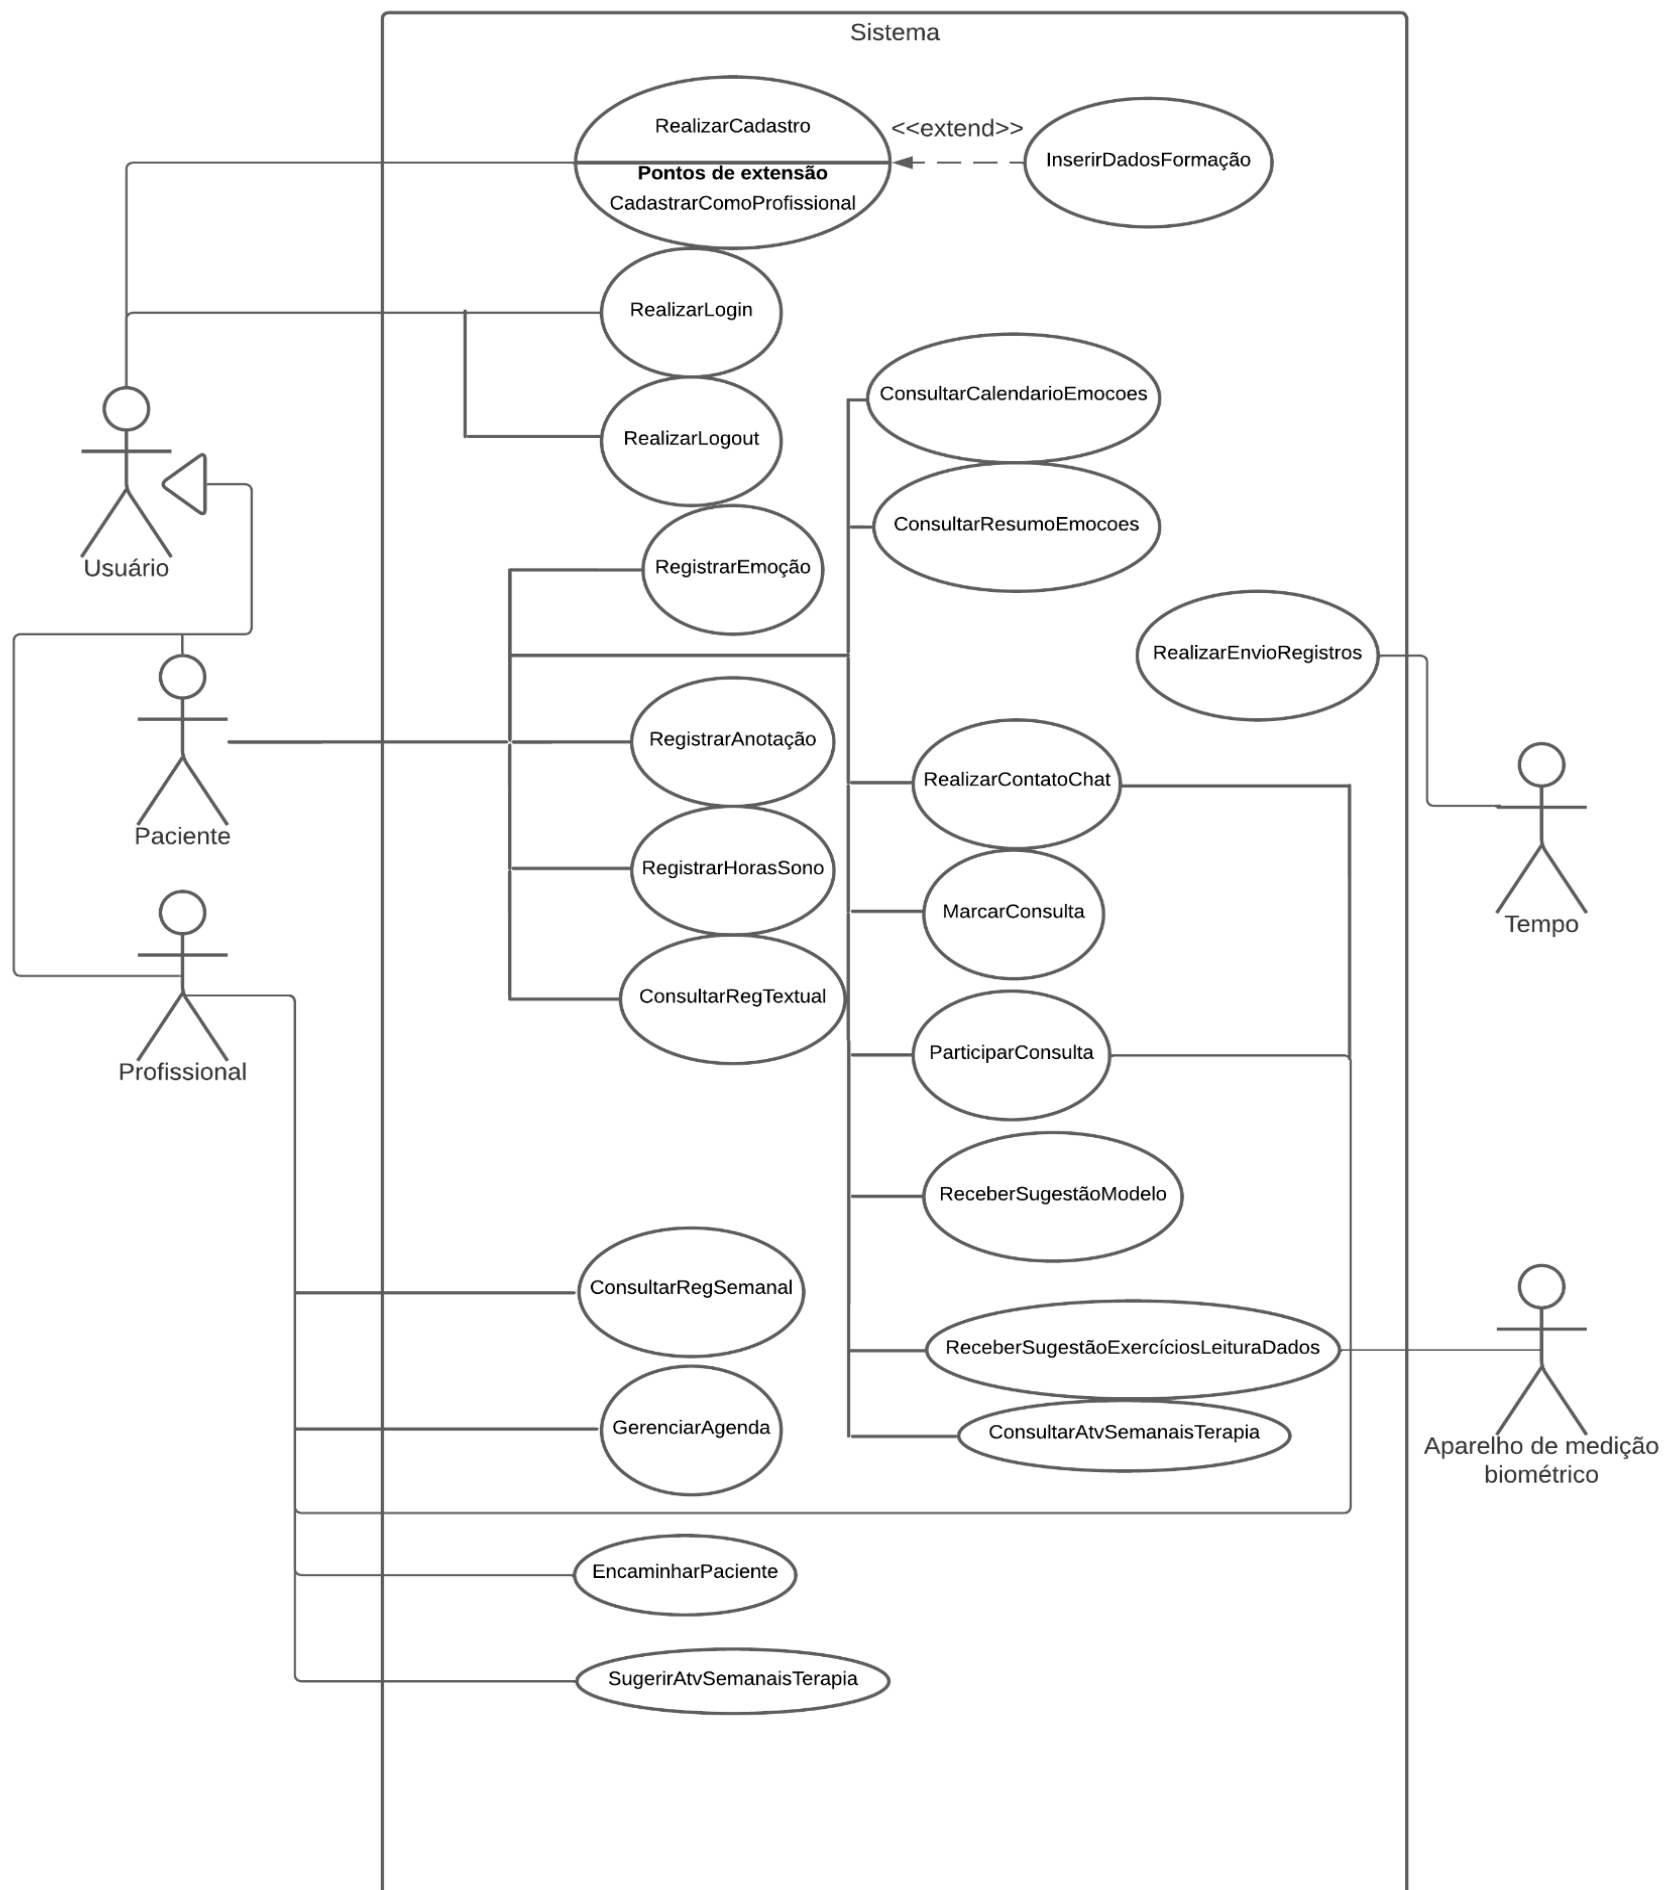 Sistema
RealizarCadastro
<<extend>>
InserirDadosFormação
Pontos de extensão
CadastrarComoProfissional
RealizarLogin
ConsultarCalendarioEmocoes
RealizarLogout
ConsultarResumoEmocoes
Usuário
RegistrarEmoção
RealizarEnvioRegistros
RegistrarAnotação
RealizarContatoChat
Paciente
RegistrarHorasSono
MarcarConsulta
Tempo
ConsultarRegTextual
ParticiparConsulta
Profissional
ReceberSugestãoModelo
ConsultarRegSemanal
ReceberSugestãoExercíciosLeituraDados
GerenciarAgenda
ConsultarAtvSemanaisTerapia
Aparelho de medição
biométrico
EncaminharPaciente
SugerirAtvSemanaisTerapia